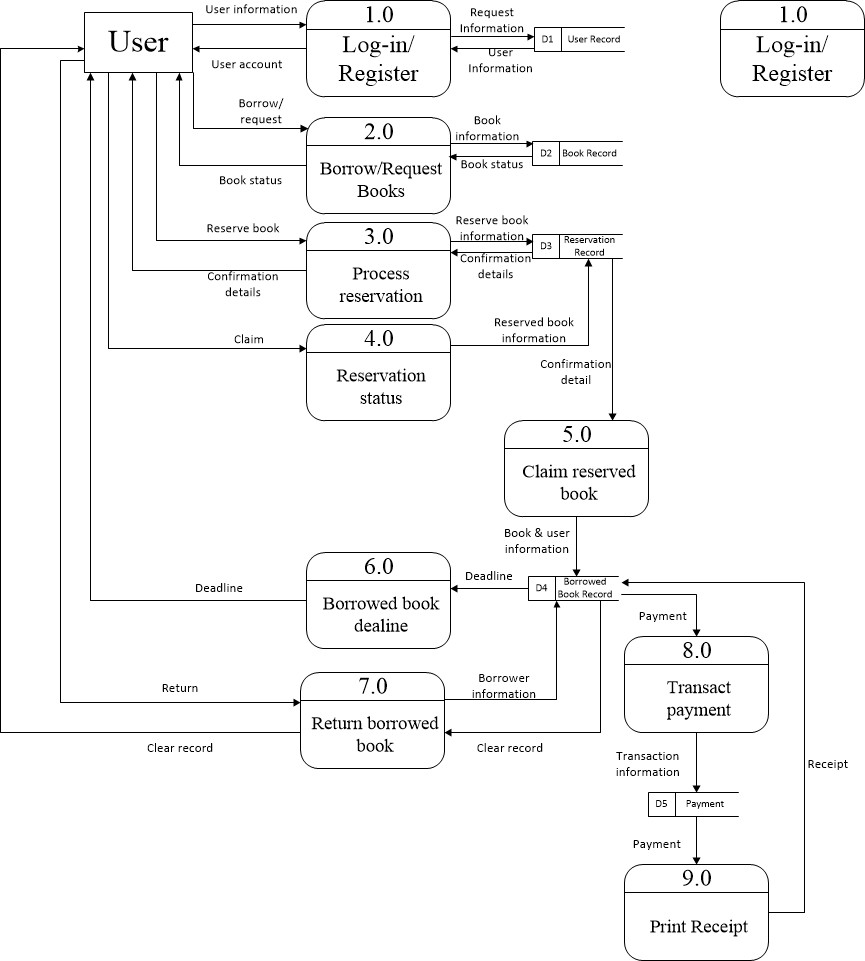 User information
1.0
Request
Information
1.0
User
Log-in/
Register
D1 User Record
Log-in/
Register
User account
User
Information
Borrow/
request
2.0
Book
information
Borrow/Request
Books
D2 Book Record
Book status
Book status
Reserve book
3.0
Reserve book
information
D3 Reservation
Record
Confirmation
details
Process
reservation
Confirmation
details
Claim
4.0
Reserved book
information
Reservation
status
Confirmation
detail
5.0
Claim reserved
book
Book & user
information
6.0
Deadline
D4 Borrowed
Book Record
Deadline
Borrowed book
dealine
Payment
8.0
Return
7.0
Borrower
information
Transact
payment
Return borrowed
book
Clear record
Clear record
Transaction
information
Receipt
D5 Payment
Payment
9.0
Print Receipt